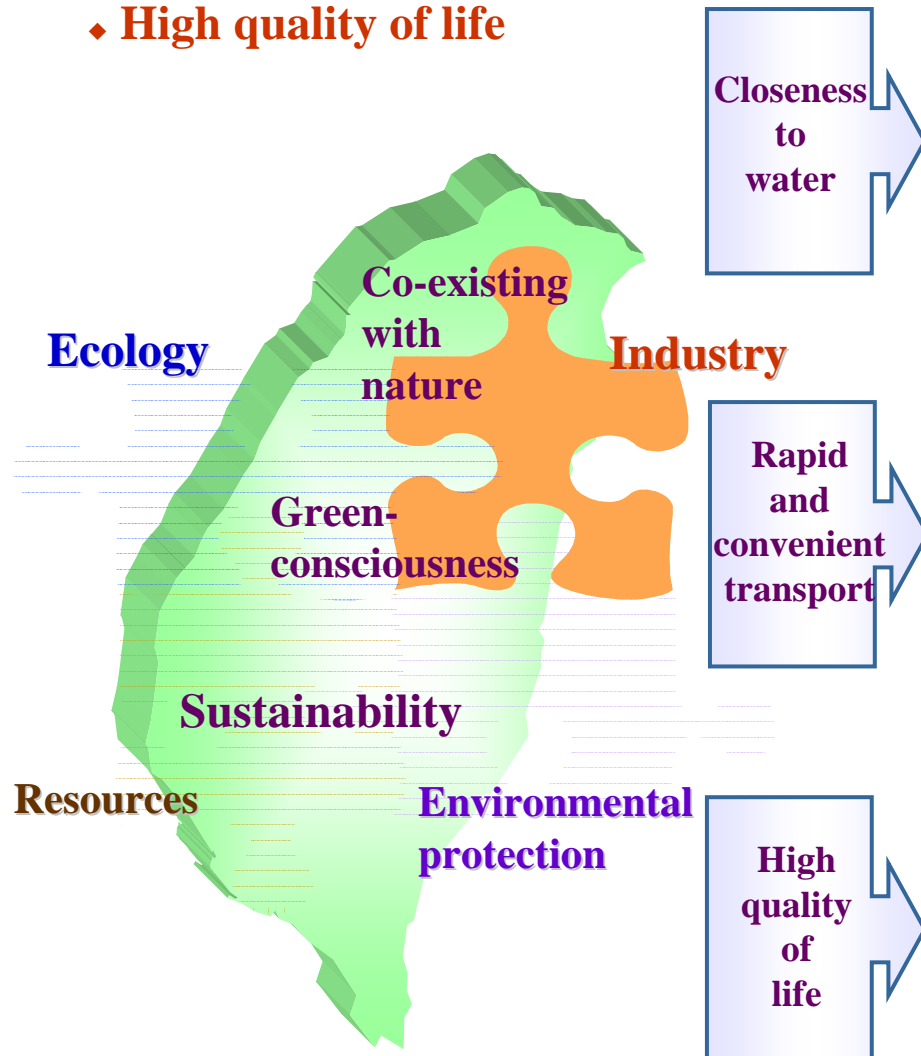 ◆ High quality of life
Closeness
to
water
Co-existing
with
nature
Ecology
Industry
Rapid
and
convenient
transport
Green-
consciousness
Sustainability
Resources
Environmental
protection
High
quality
of
life